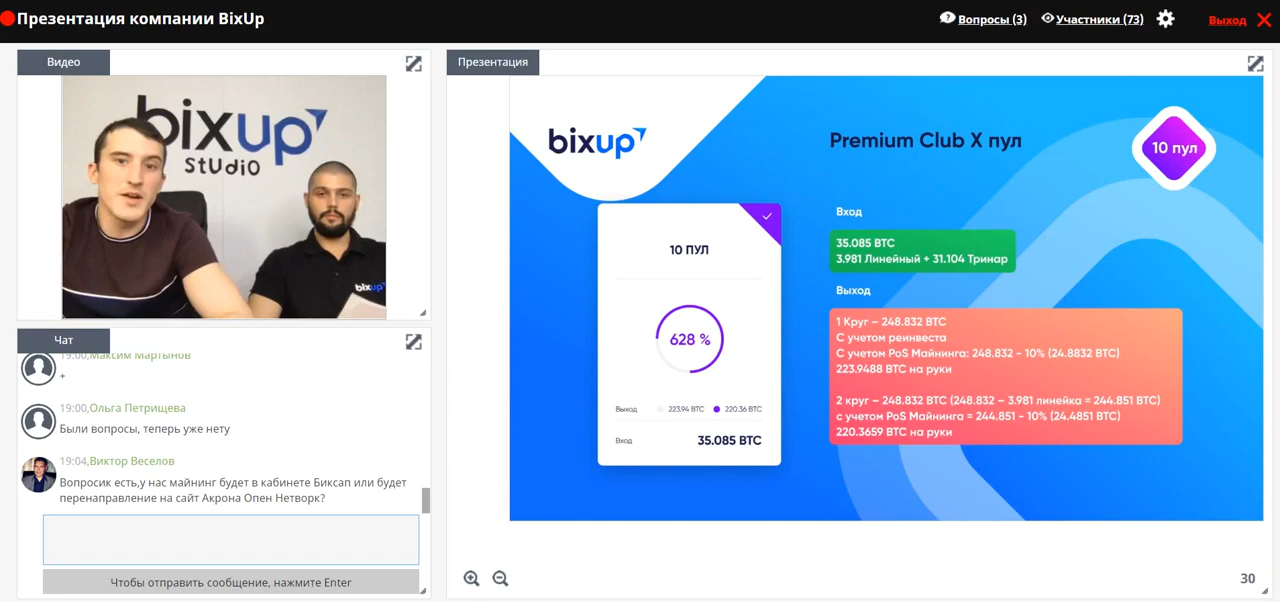 Презентация компании BixUp
Вопросы (3)
Участники (73)
Выход
Видео
bixup
StUDiO
bixup
Чат
19:00,Максим Мартынов
+
19:00,Ольга Петрищева
Были вопросы, теперь уже нету
19:04,Виктор Веселов
Вопросик есть,у нас майнинг будет в кабинете Биксап или будет
перенаправление на сайт Акрона Опен Нетворк?
Чтобы отправить сообщение, нажмите Enter
Презентация
bixup
Premium Club X пул
10 пул
10 ПУЛ
628 %
Выход 223.94 BTC 220.36 BTC
Вход 35.085 BTC
Вход
35.085 BTC
3.981 Линейный + 31.104 Тринар
Выход
1 Круг – 248.832 BTC
С учетом реинвеста
С учетом PoS Майнинга: 248.832 - 10% (24.8832 BTC)
223.9488 BTC на руки
2 круг – 248.832 BTC (248.832 – 3.981 линейка = 244.851 BTC)
с учетом PoS Майнинга = 244.851 - 10% (24.4851 BTC)
220.3659 BTC на руки
30